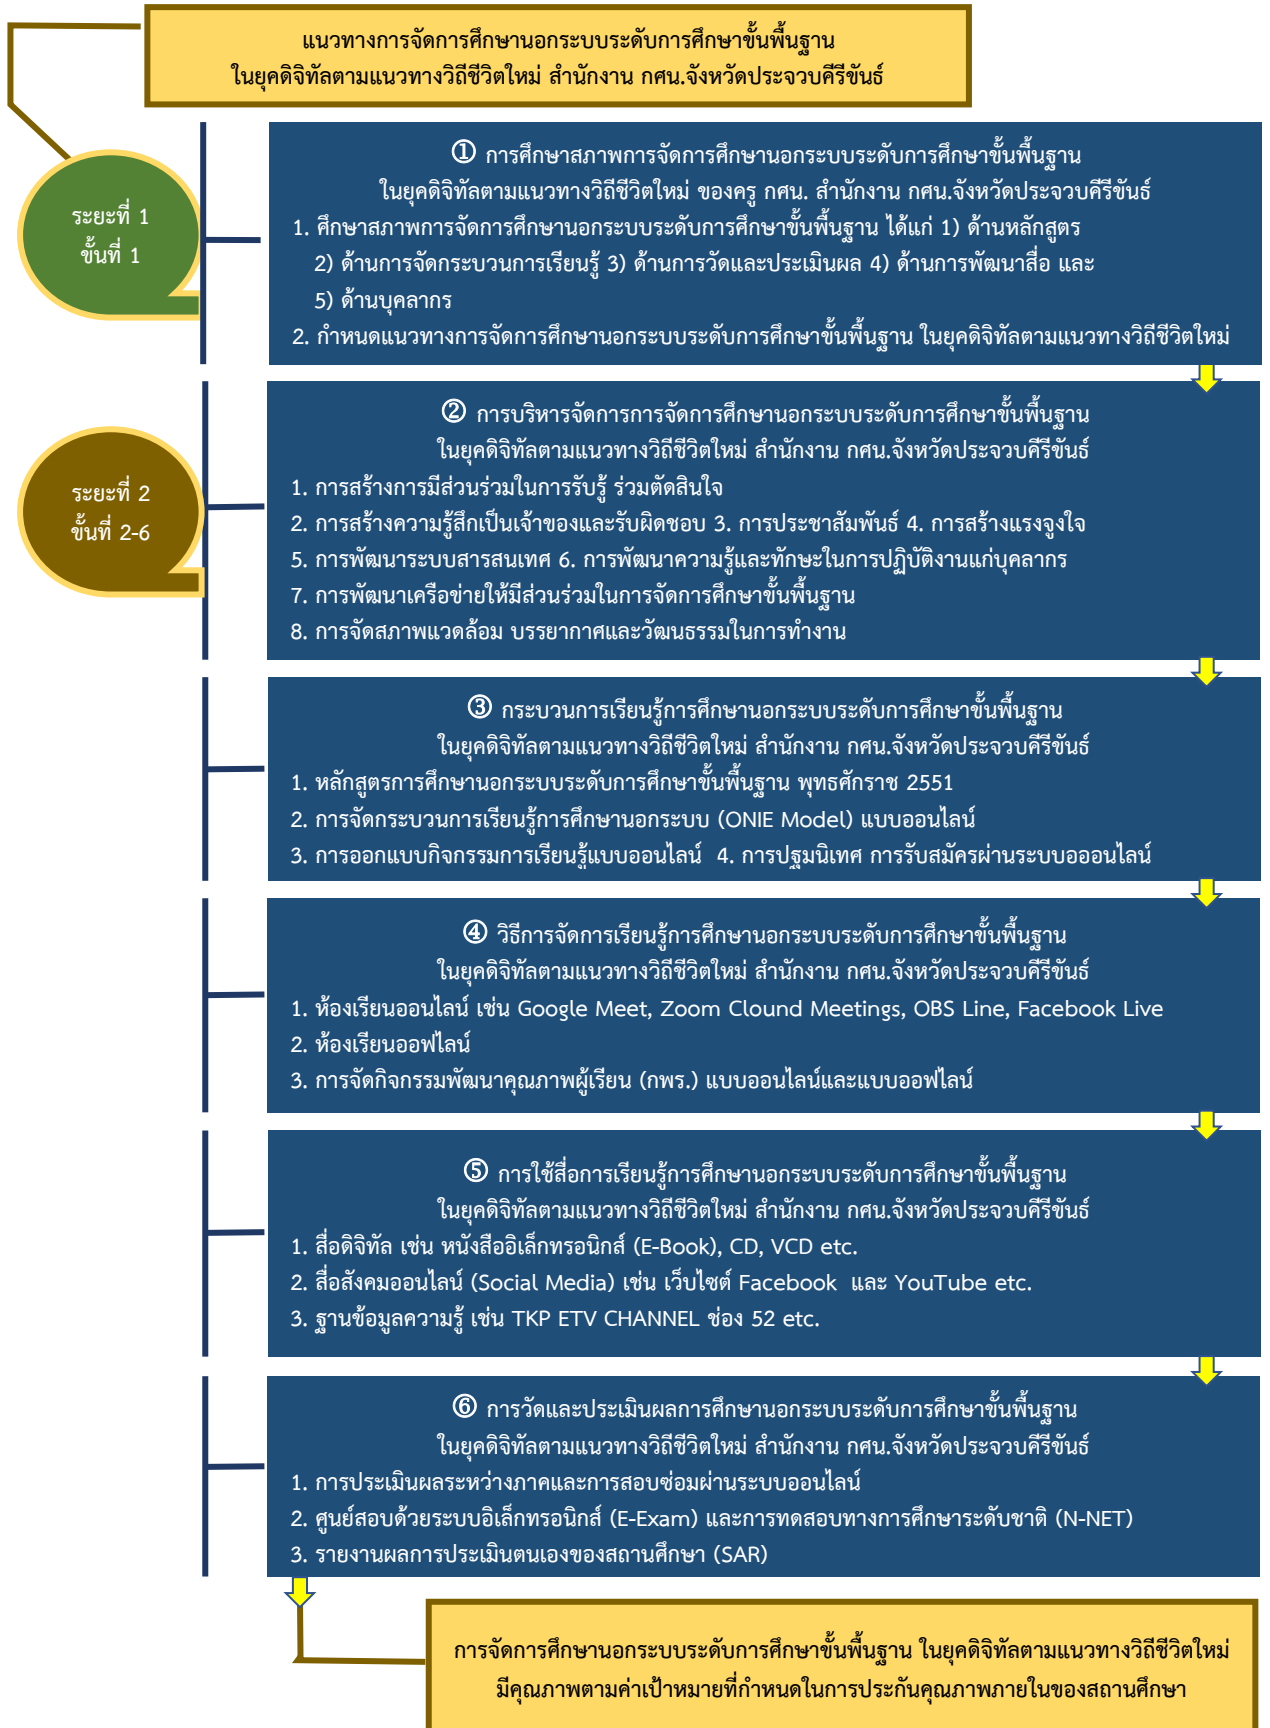 แนวทางการจัดการศึกษานอกระบบระดับการศึกษาขั้นพื้นฐาน
ในยุคดิจิทัลตามแนวทางวิถีชีวิตใหม่ สำนักงาน กศน.จังหวัดประจวบคีรีขันธ์
ระยะที่ 1
ขั้นที่ 1
① การศึกษาสภาพการจัดการศึกษานอกระบบระดับการศึกษาขั้นพื้นฐาน
ในยุคดิจิทัลตามแนวทางวิถีชีวิตใหม่ ของครู กศน. สำนักงาน กศน.จังหวัดประจวบคีรีขันธ์
1. ศึกษาสภาพการจัดการศึกษานอกระบบระดับการศึกษาขั้นพื้นฐาน ได้แก่ 1) ด้านหลักสูตร
2) ด้านการจัดกระบวนการเรียนรู้ 3) ด้านการวัดและประเมินผล 4) ด้านการพัฒนาสื่อ และ
5) ด้านบุคลากร
2. กำหนดแนวทางการจัดการศึกษานอกระบบระดับการศึกษาขั้นพื้นฐาน ในยุคดิจิทัลตามแนวทางวิถีชีวิตใหม่
ระยะที่ 2
ขั้นที่ 2-6
② การบริหารจัดการการจัดการศึกษานอกระบบระดับการศึกษาขั้นพื้นฐาน
ในยุคดิจิทัลตามแนวทางวิถีชีวิตใหม่ สำนักงาน กศน.จังหวัดประจวบคีรีขันธ์
1. การสร้างการมีส่วนร่วมในการรับรู้ ร่วมตัดสินใจ
2. การสร้างความรู้สึกเป็นเจ้าของและรับผิดชอบ 3. การประชาสัมพันธ์ 4. การสร้างแรงจูงใจ
5. การพัฒนาระบบสารสนเทศ 6. การพัฒนาความรู้และทักษะในการปฏิบัติงานแก่บุคลากร
7. การพัฒนาเครือข่ายให้มีส่วนร่วมในการจัดการศึกษาขั้นพื้นฐาน
8. การจัดสภาพแวดล้อม บรรยากาศและวัฒนธรรมในการทำงาน
③ กระบวนการเรียนรู้การศึกษานอกระบบระดับการศึกษาขั้นพื้นฐาน
ในยุคดิจิทัลตามแนวทางวิถีชีวิตใหม่ สำนักงาน กศน.จังหวัดประจวบคีรีขันธ์
1. หลักสูตรการศึกษานอกระบบระดับการศึกษาขั้นพื้นฐาน พุทธศักราช 2551
2. การจัดกระบวนการเรียนรู้การศึกษานอกระบบ (ONIE Model) แบบออนไลน์
3. การออกแบบกิจกรรมการเรียนรู้แบบออนไลน์ 4. การปฐมนิเทศ การรับสมัครผ่านระบบอออนไลน์
④ วิธีการจัดการเรียนรู้การศึกษานอกระบบระดับการศึกษาขั้นพื้นฐาน
ในยุคดิจิทัลตามแนวทางวิถีชีวิตใหม่ สำนักงาน กศน.จังหวัดประจวบคีรีขันธ์
1. ห้องเรียนออนไลน์ เช่น Google Meet, Zoom Clound Meetings, OBS Line, Facebook Live
2. ห้องเรียนออฟไลน์
3. การจัดกิจกรรมพัฒนาคุณภาพผู้เรียน (กพร.) แบบออนไลน์และแบบออฟไลน์
⑤ การใช้สื่อการเรียนรู้การศึกษานอกระบบระดับการศึกษาขั้นพื้นฐาน
ในยุคดิจิทัลตามแนวทางวิถีชีวิตใหม่ สำนักงาน กศน.จังหวัดประจวบคีรีขันธ์
1. สื่อดิจิทัล เช่น หนังสืออิเล็กทรอนิกส์ (E-Book), CD, VCD etc.
2. สื่อสังคมออนไลน์ (Social Media) เช่น เว็บไซต์ Facebook และ YouTube etc.
3. ฐานข้อมูลความรู้ เช่น TKP ETV CHANNEL ช่อง 52 etc.
⑥ การวัดและประเมินผลการศึกษานอกระบบระดับการศึกษาขั้นพื้นฐาน
ในยุคดิจิทัลตามแนวทางวิถีชีวิตใหม่ สำนักงาน กศน.จังหวัดประจวบคีรีขันธ์
1. การประเมินผลระหว่างภาคและการสอบซ่อมผ่านระบบออนไลน์
2. ศูนย์สอบด้วยระบบอิเล็กทรอนิกส์ (E-Exam) และการทดสอบทางการศึกษาระดับชาติ (N-NET)
3. รายงานผลการประเมินตนเองของสถานศึกษา (SAR)
การจัดการศึกษานอกระบบระดับการศึกษาขั้นพื้นฐาน ในยุคดิจิทัลตามแนวทางวิถีชีวิตใหม่
มีคุณภาพตามค่าเป้าหมายที่กำหนดในการประกันคุณภาพภายในของสถานศึกษา